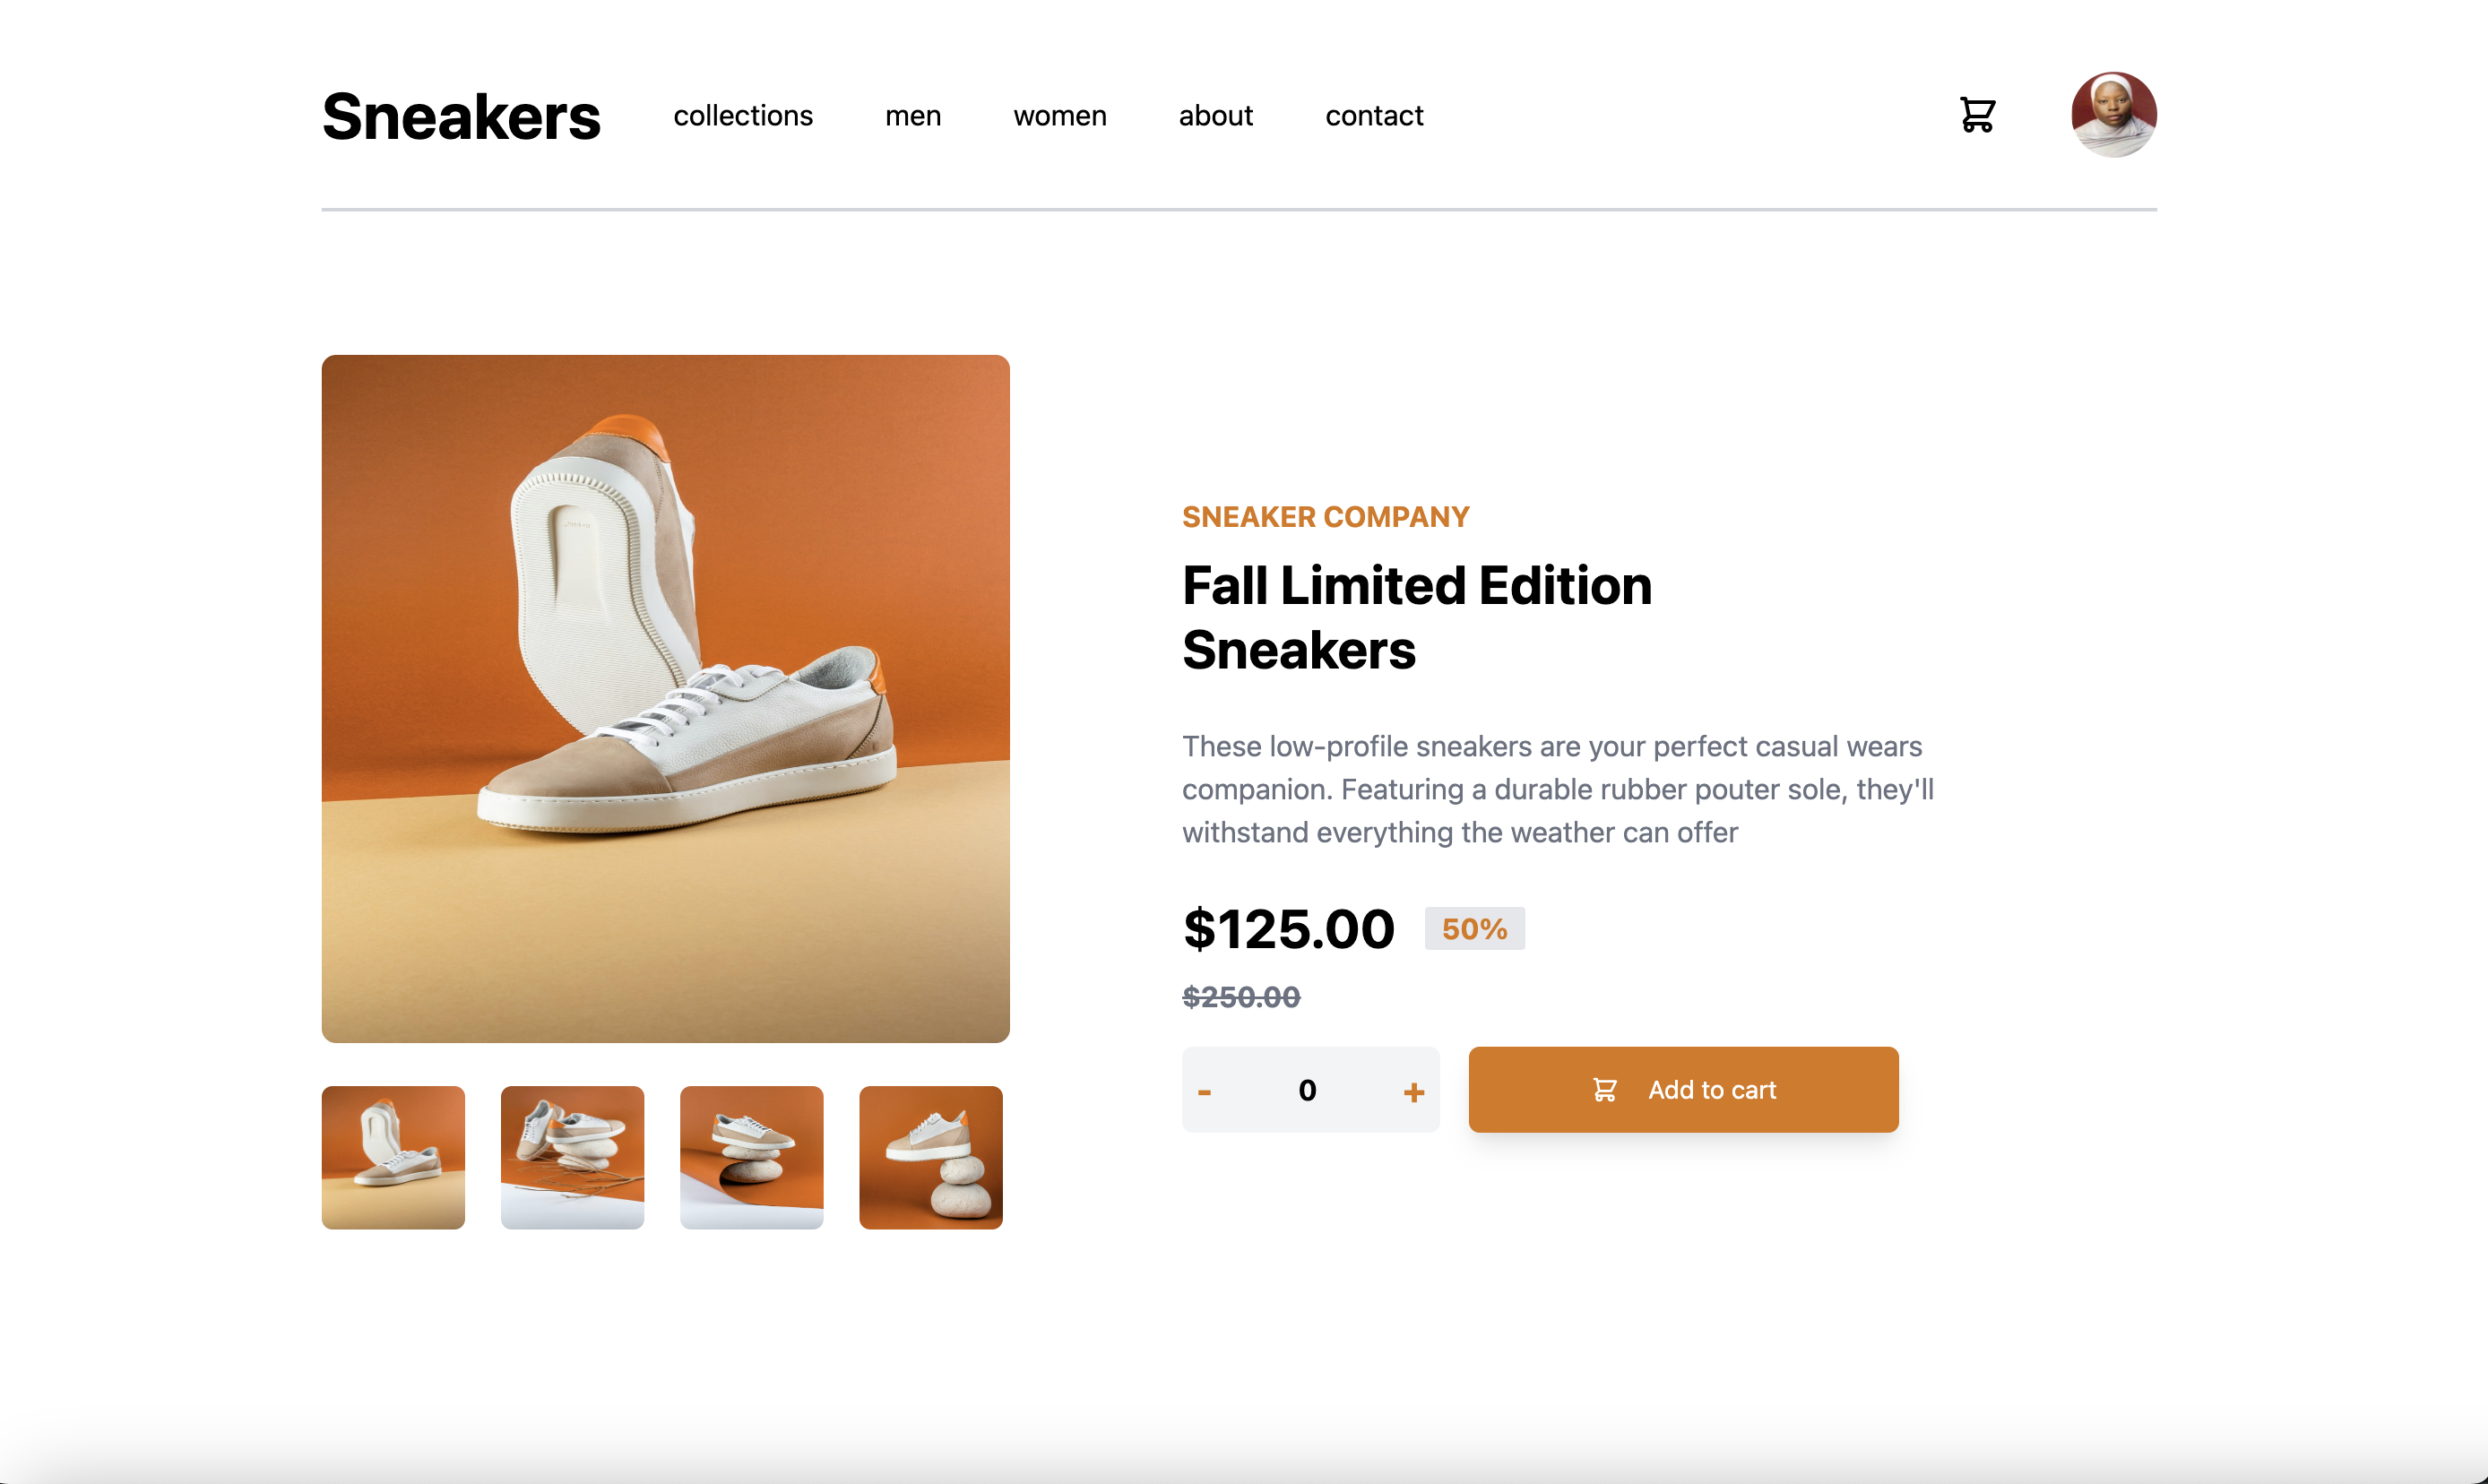 Sneakers collections men women about contact
SNEAKER COMPANY
Fall Limited Edition
Sneakers
These low-profile sneakers are your perfect casual wears
companion. Featuring a durable rubber pouter sole, they'll
withstand everything the weather can offer
$125.00 50%
$250.00
- 0 + Add to cart